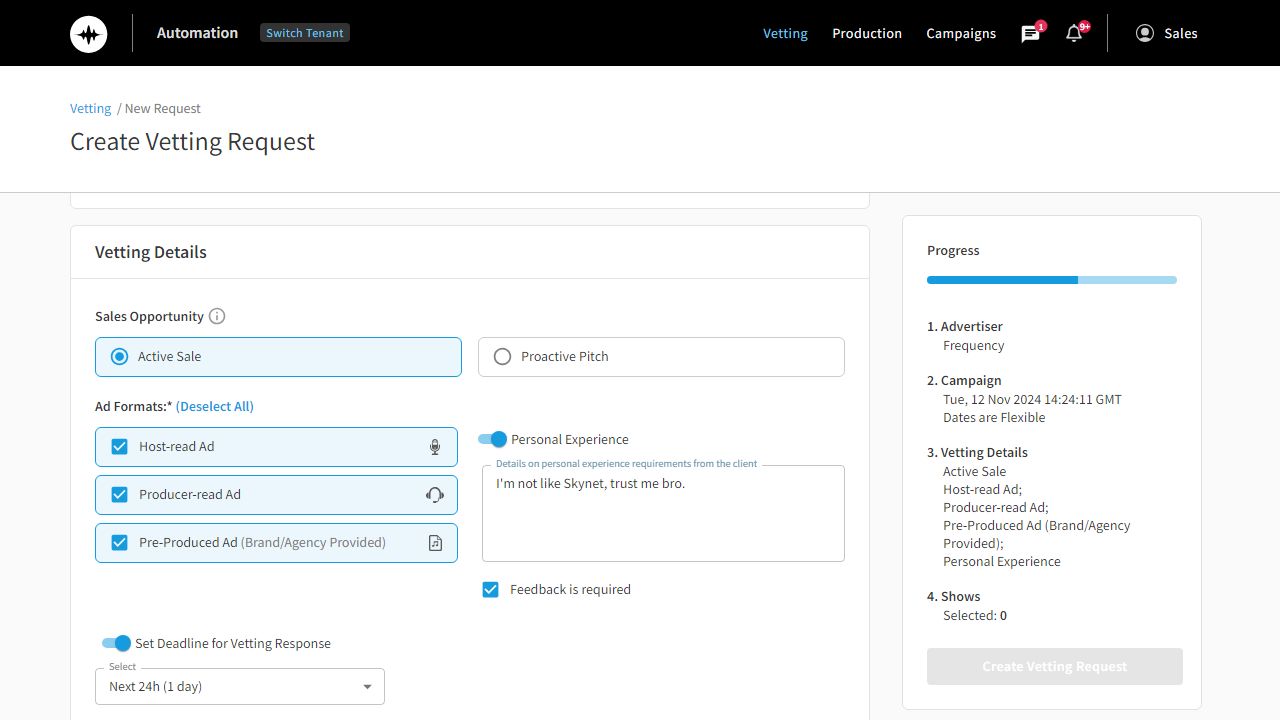 Automation
Switch Tenant
Vetting
Production
Campaigns
1
9+
Sales
Vetting / New Request
Create Vetting Request
Vetting Details
Sales Opportunity
Active Sale
Proactive Pitch
Ad Formats:* (Deselect All)
Host-read Ad
Producer-read Ad
Pre-Produced Ad (Brand/Agency Provided)
Personal Experience
Details on personal experience requirements from the client
I'm not like Skynet, trust me bro.
Feedback is required
Set Deadline for Vetting Response
Select
Next 24h (1 day)
Progress
1. Advertiser
Frequency
2. Campaign
Tue, 12 Nov 2024 14:24:11 GMT
Dates are Flexible
3. Vetting Details
Active Sale
Host-read Ad;
Producer-read Ad;
Pre-Produced Ad (Brand/Agency
Provided);
Personal Experience
4. Shows
Selected: 0
Create Vetting Request